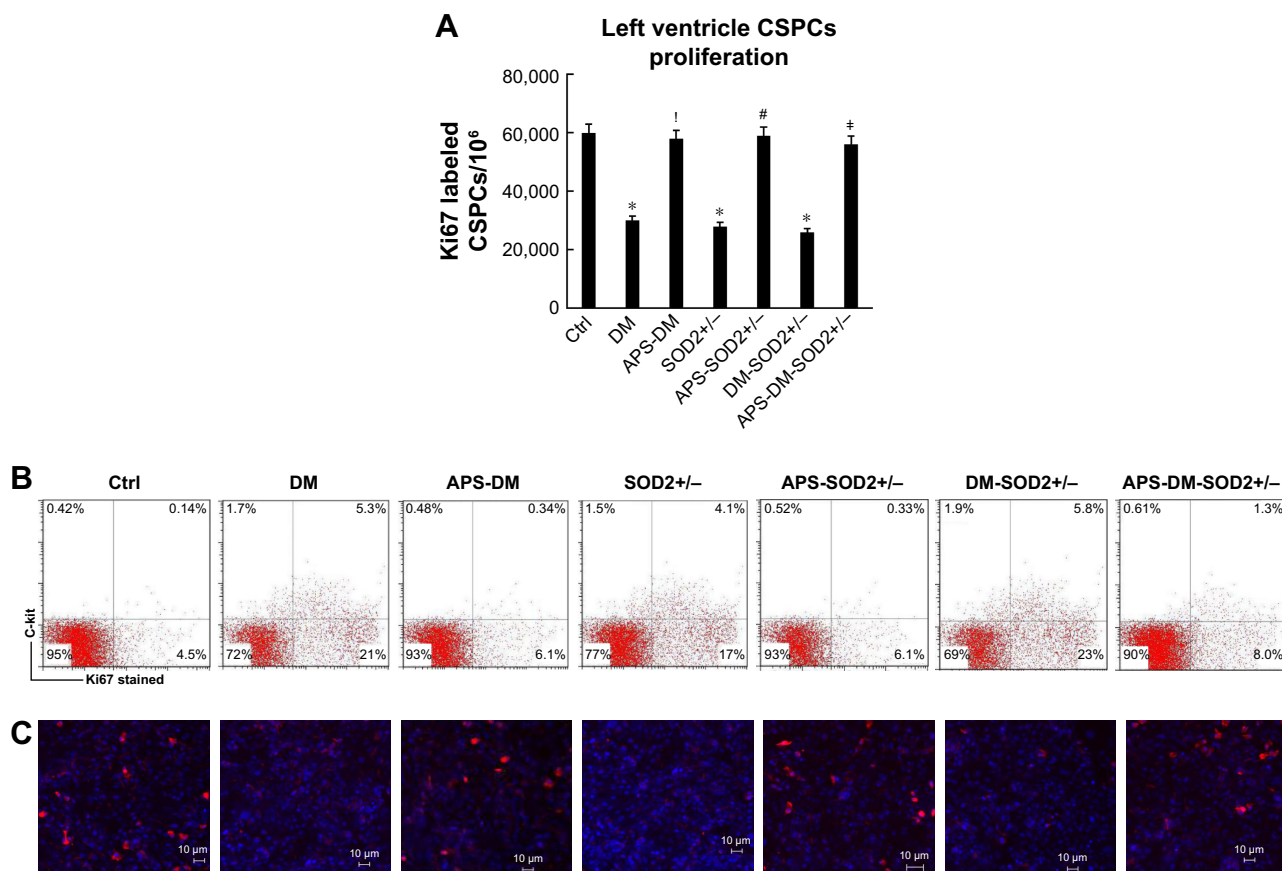 A
Left ventricle CSPCs
proliferation
Ki67 labeled
CSPCs/10⁶
80,000
60,000
40,000
20,000
0
*
!
*
#
*
ǂ
Ctrl
DM
APS-DM
SOD2+/–
APS-SOD2+/–
DM-SOD2+/–
APS-DM-SOD2+/–
B
Ctrl
DM
APS-DM
SOD2+/–
APS-SOD2+/–
DM-SOD2+/–
APS-DM-SOD2+/–
0.42% 0.14%
1.7% 5.3%
0.48% 0.34%
1.5% 4.1%
0.52% 0.33%
1.9% 5.8%
0.61% 1.3%
C-kit
95% 4.5%
72% 21%
93% 6.1%
77% 17%
93% 6.1%
69% 23%
90% 8.0%
Ki67 stained
C
10 µm
10 µm
10 µm
10 µm
10 µm
10 µm
10 µm